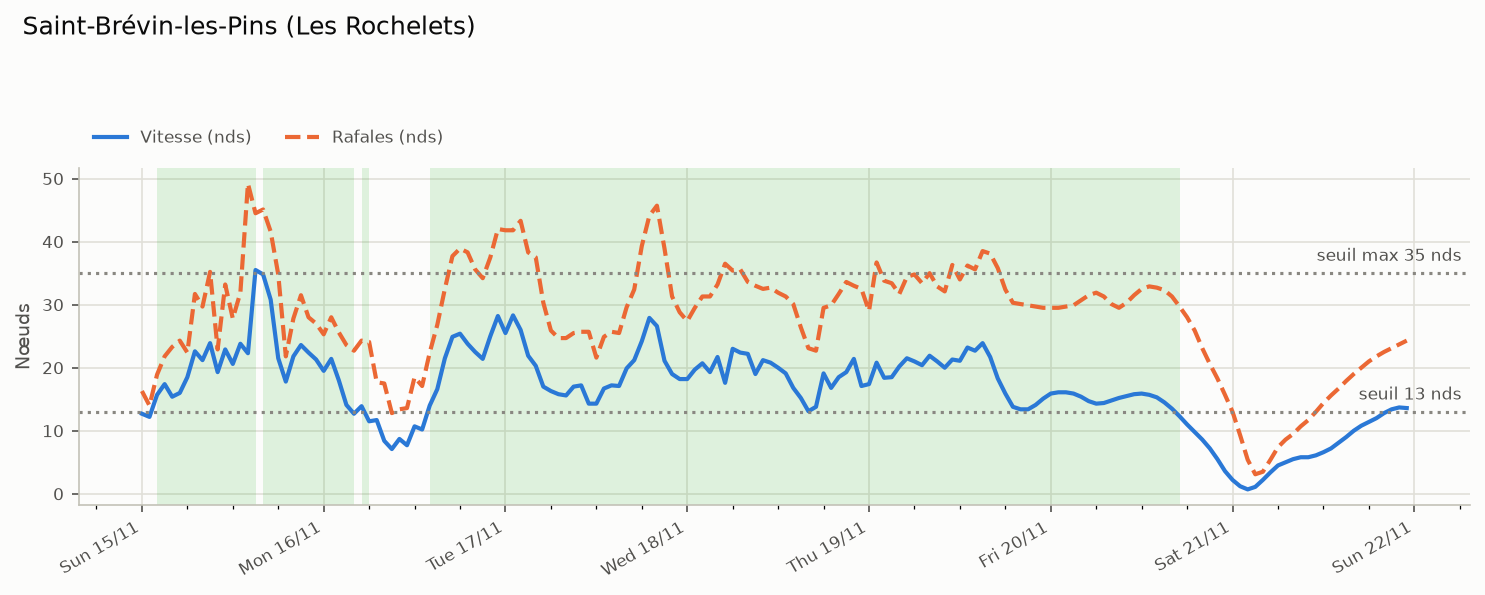 Saint-Brévin-les-Pins (Les Rochelets)
Vitesse (nds)
Rafales (nds)
Nœuds
50
40
30
20
10
0
seuil max 35 nds
seuil 13 nds
Sun 15/11
Mon 16/11
Tue 17/11
Wed 18/11
Thu 19/11
Fri 20/11
Sat 21/11
Sun 22/11